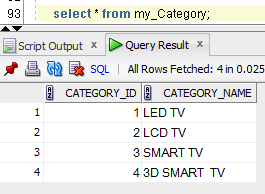 93 select * from my_Category;
Script Output × Query Result ×
SQL | All Rows Fetched: 4 in 0.025
CATEGORY_ID CATEGORY_NAME
1 1 LED TV
2 2 LCD TV
3 3 SMART TV
4 4 3D SMART  TV